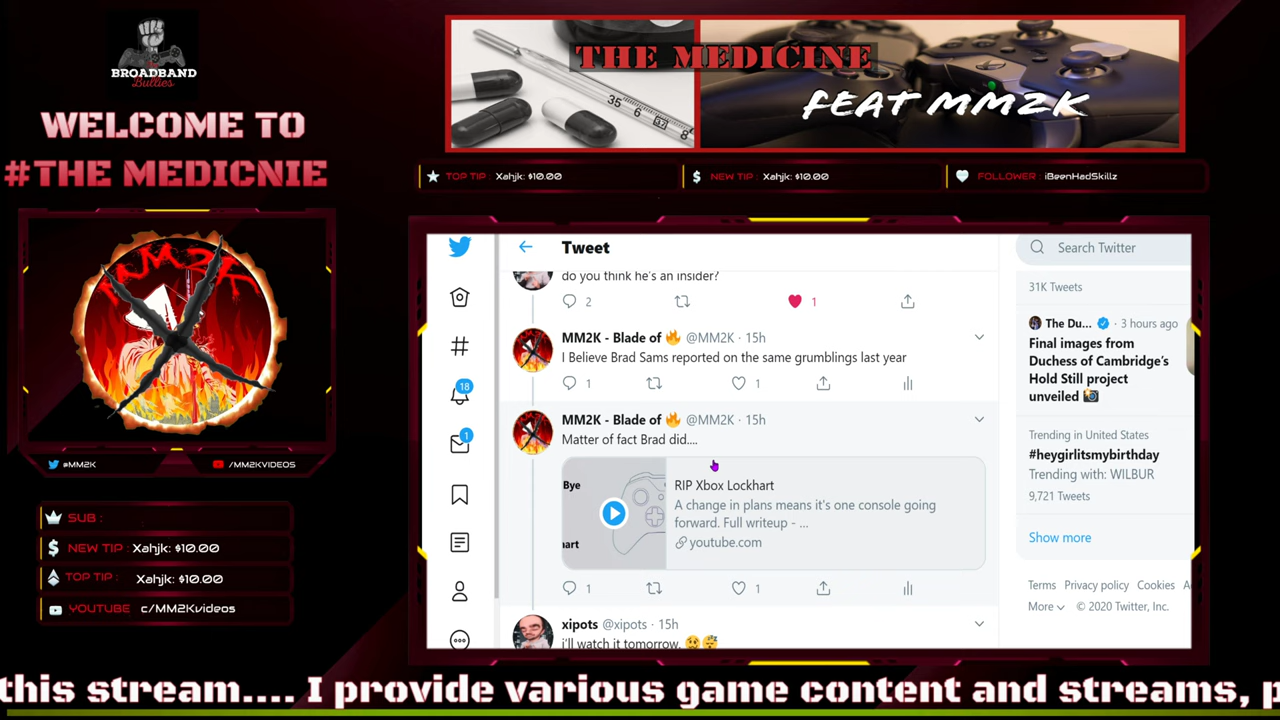 BROADBAND
Bullies
WELCOME TO
#THE MEDICNIE
MM2K
@MM2K
/MM2KVIDEOS
SUB :
NEW TIP : Xahjk: $10.00
TOP TIP : Xahjk: $10.00
YOUTUBE c/MM2Kvideos
THE MEDICINE
FEAT MM2K
35
6
37
8
TOP TIP : Xahjk: $10.00
NEW TIP : Xahjk: $10.00
FOLLOWER : iBeenHadSkillz
Tweet
do you think he's an insider?
2
1
MM2K - Blade of 🔥 @MM2K · 15h
I Believe Brad Sams reported on the same grumblings last year
1
1
MM2K - Blade of 🔥 @MM2K · 15h
Matter of fact Brad did....
Bye
hart
RIP Xbox Lockhart
A change in plans means it's one console going
forward. Full writeup - ...
youtube.com
1
1
xipots @xipots · 15h
i'll watch it tomorrow. 🥴😴
18
1
Search Twitter
31K Tweets
The Du... · 3 hours ago
Final images from
Duchess of Cambridge's
Hold Still project
unveiled 📸
Trending in United States
#heygirlitsmybirthday
Trending with: WILBUR
9,721 Tweets
Show more
Terms Privacy policy Cookies A
More © 2020 Twitter, Inc.
this stream.... I provide various game content and streams, p